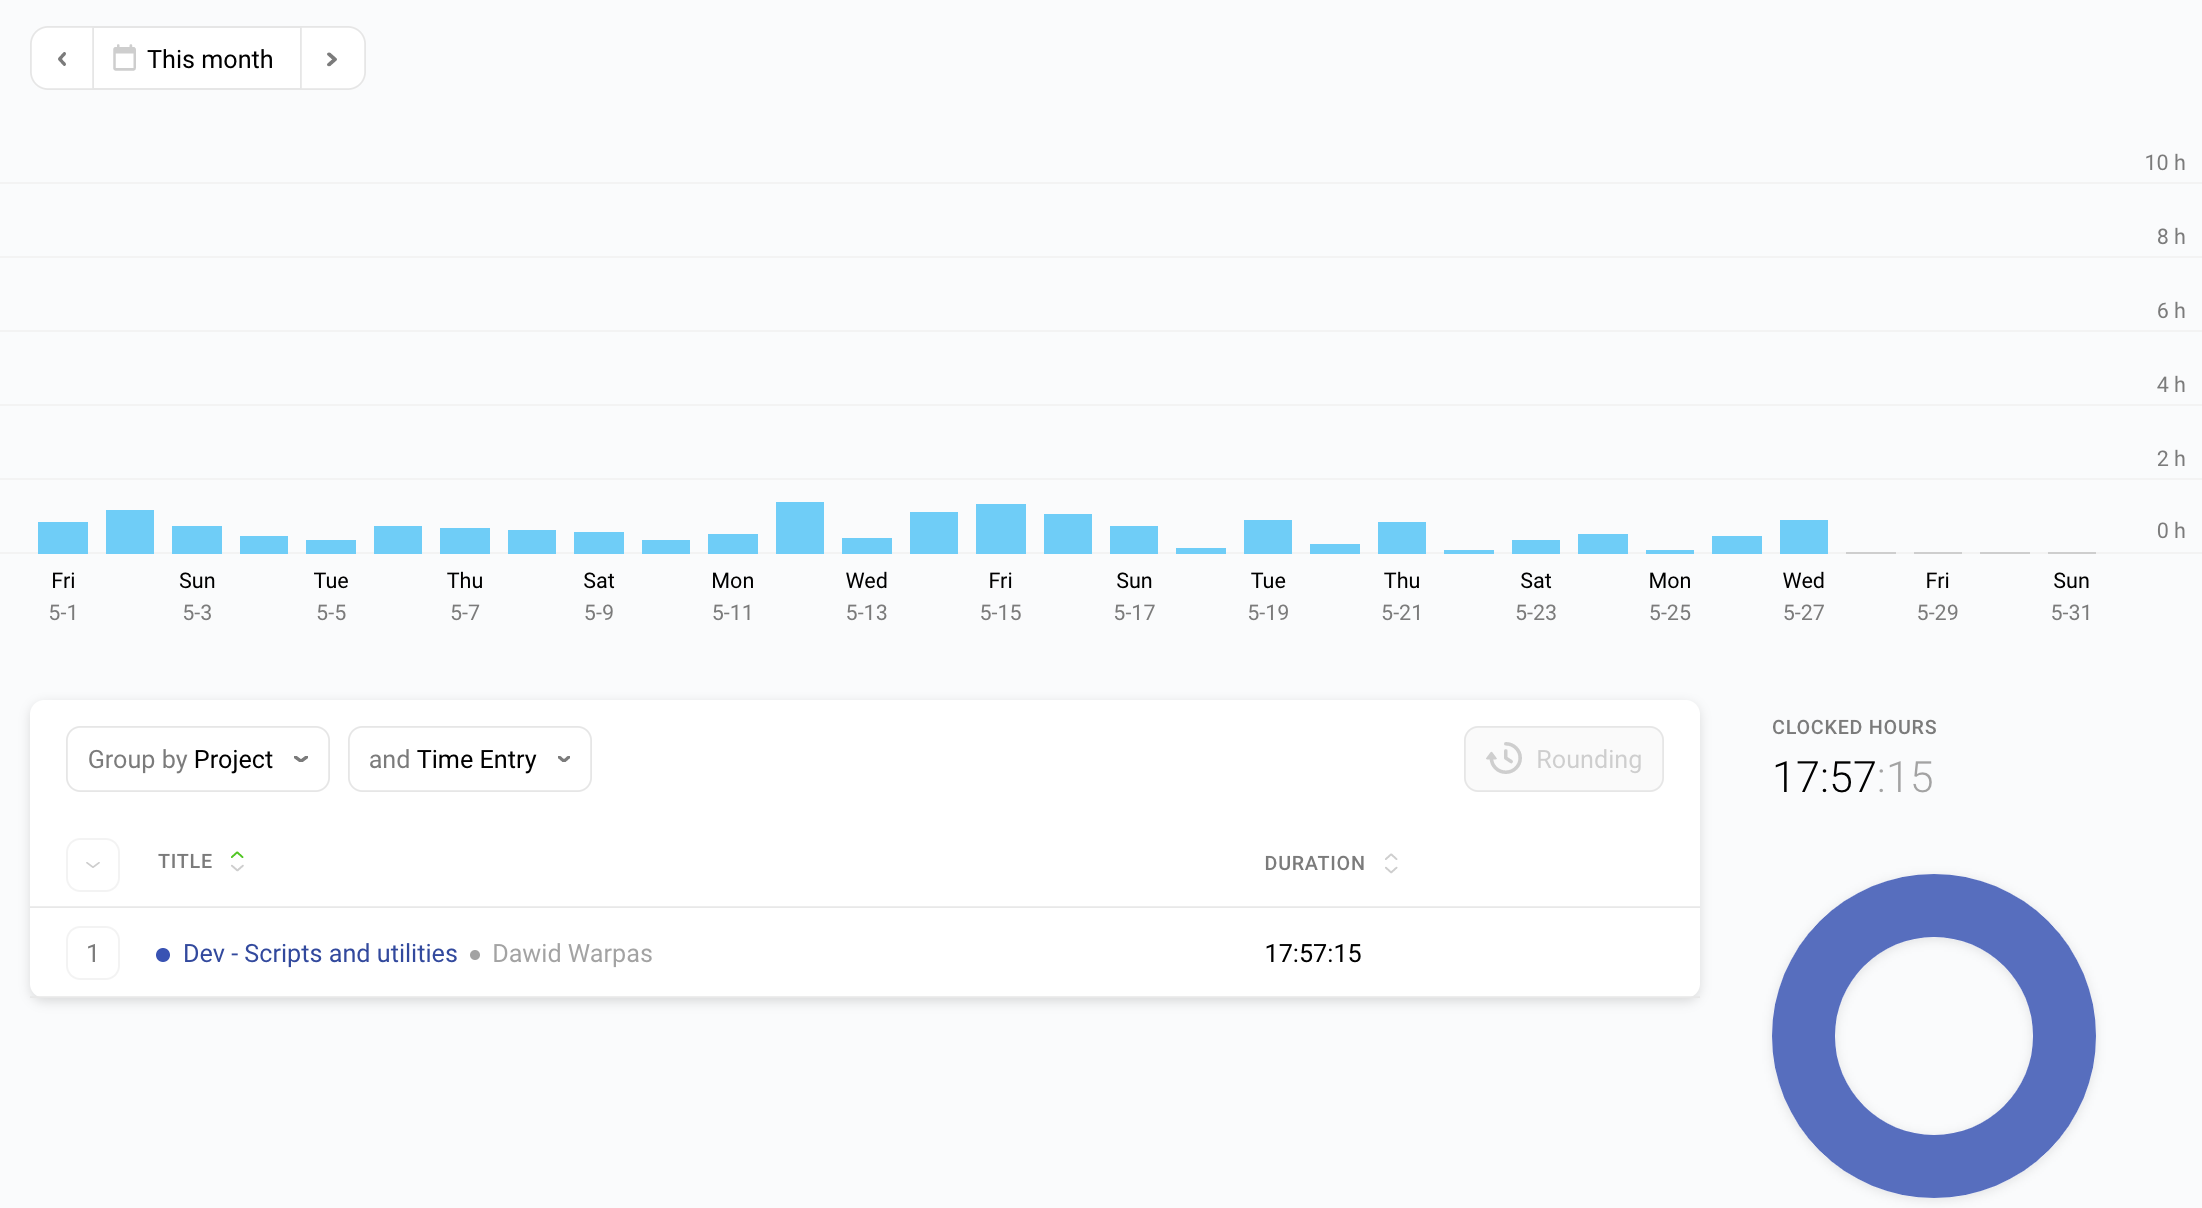 This month
10 h
8 h
6 h
4 h
2 h
0 h
Fri Sun Tue Thu Sat Mon Wed Fri Sun Tue Thu Sat Mon Wed Fri Sun
5-1 5-3 5-5 5-7 5-9 5-11 5-13 5-15 5-17 5-19 5-21 5-23 5-25 5-27 5-29 5-31
Group by Project and Time Entry Rounding
TITLE DURATION
1 Dev - Scripts and utilities Dawid Warpas 17:57:15
CLOCKED HOURS
17:57:15